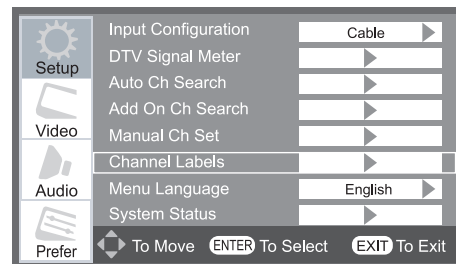 Setup
Video
Audio
Prefer
Input Configuration Cable
DTV Signal Meter
Auto Ch Search
Add On Ch Search
Manual Ch Set
Channel Labels
Menu Language English
System Status
To Move ENTER To Select EXIT To Exit